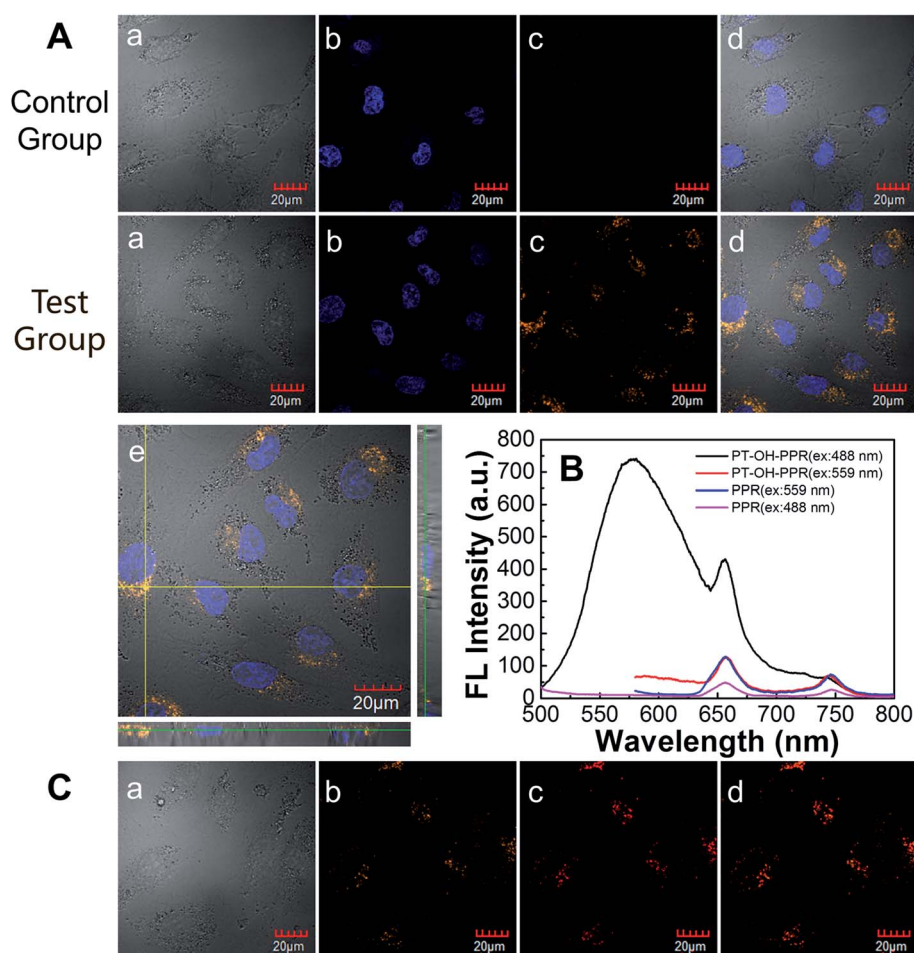 A
Control
Group
a
b
c
d
20μm
20μm
20μm
20μm
Test
Group
a
b
c
d
20μm
20μm
20μm
20μm
e
20μm
B
PT-OH-PPR(ex:488 nm)
PT-OH-PPR(ex:559 nm)
PPR(ex:559 nm)
PPR(ex:488 nm)
FL Intensity (a.u.)
800
700
600
500
400
300
200
100
0
500 550 600 650 700 750 800
Wavelength (nm)
C
a
b
c
d
20μm
20μm
20μm
20μm